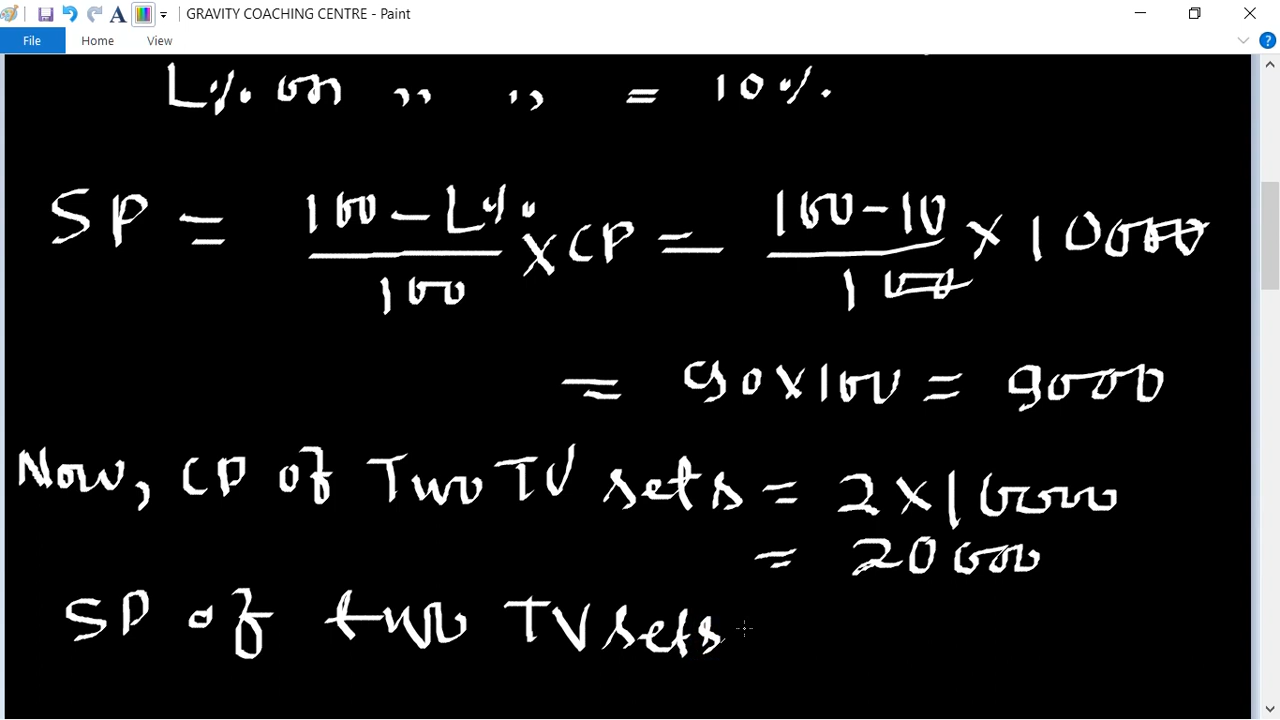 GRAVITY COACHING CENTRE - Paint
File Home View
L% on ,, ,, = 10%.
SP = 100 - L% / 100 × CP = 100 - 10 / 100 × 10000
= 90 × 100 = 9000
Now, CP of Two TV sets = 2 × 10000
= 20000
SP of two TV sets